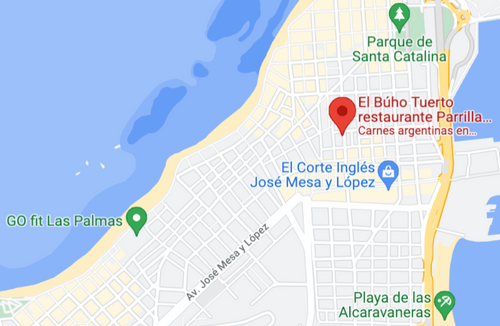 Parque de
Santa Catalina
El Búho Tuerto
restaurante Parrilla...
Carnes argentinas en...
El Corte Inglés
José Mesa y López
GO fit Las Palmas
Av. José Mesa y López
Playa de las
Alcaravaneras